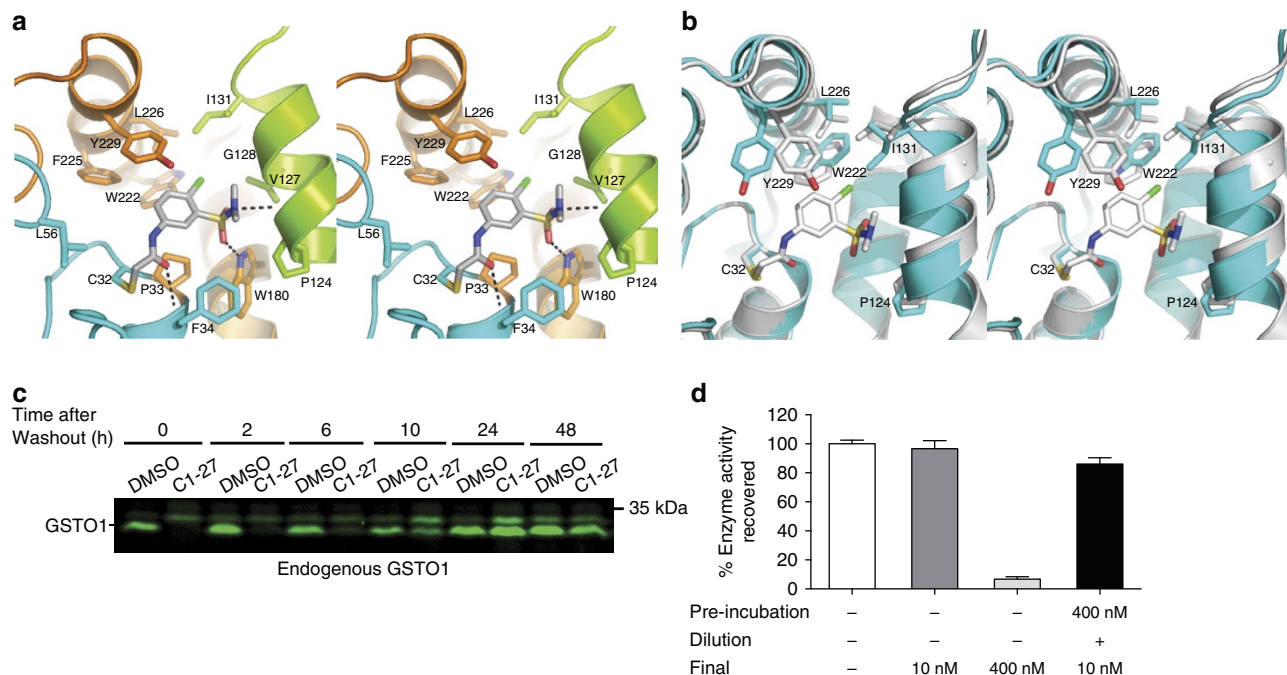 a
L226
I131
Y229
G128
F225
V127
W222
L56
C32
P33
P124
W180
F34
L226
I131
Y229
G128
F225
V127
W222
L56
C32
P33
P124
W180
F34
b
L226
I131
Y229
W222
C32
P124
L226
I131
Y229
W222
C32
P124
c
Time after
Washout (h)
0 2 6 10 24 48
DMSO C1-27 DMSO C1-27 DMSO C1-27 DMSO C1-27 DMSO C1-27 DMSO C1-27
35 kDa
GSTO1
Endogenous GSTO1
d
% Enzyme activity
recovered
120
100
80
60
40
20
0
Pre-incubation – – – 400 nM
Dilution – – – +
Final – 10 nM 400 nM 10 nM